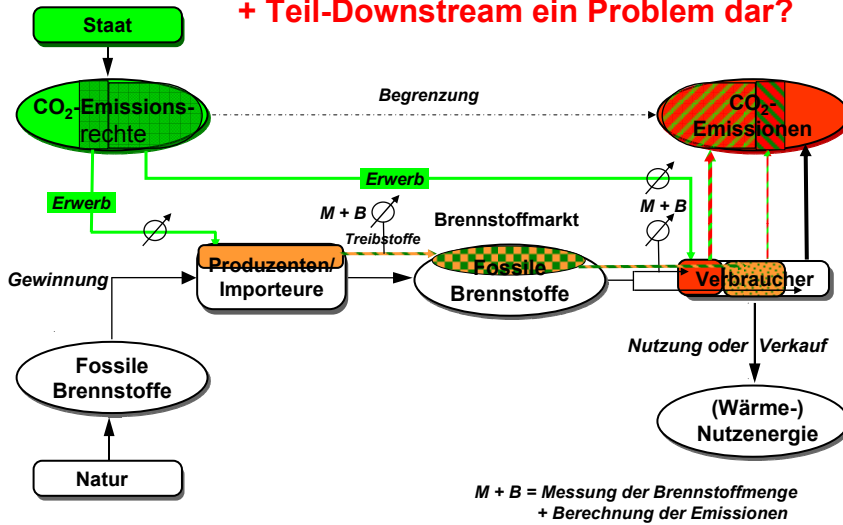 + Teil-Downstream ein Problem dar?
Staat
CO₂-Emissions-
rechte
Begrenzung
CO₂-
Emissionen
Erwerb
Erwerb
M + B
Treibstoffe
Brennstoffmarkt
M + B
Gewinnung
Produzenten/
Importeure
Fossile
Brennstoffe
Verbraucher
Nutzung oder Verkauf
Fossile
Brennstoffe
(Wärme-)
Nutzenergie
Natur
M + B = Messung der Brennstoffmenge
+ Berechnung der Emissionen